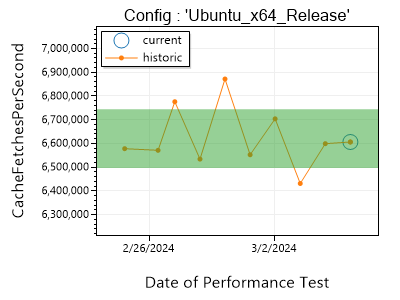 Config : 'Ubuntu_x64_Release'
current
historic
7,000,000
6,900,000
6,800,000
6,700,000
6,600,000
6,500,000
6,400,000
6,300,000
CacheFetchesPerSecond
2/26/2024
3/2/2024
Date of Performance Test